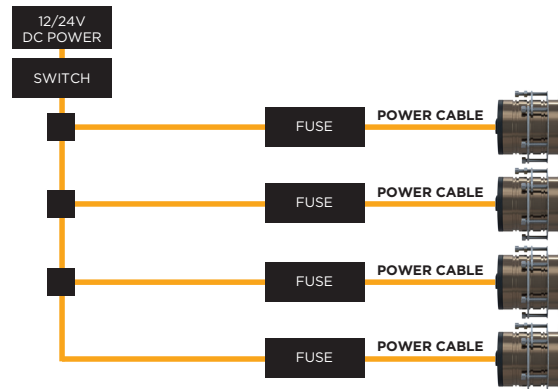 12/24V
DC POWER
SWITCH
FUSE
POWER CABLE
FUSE
POWER CABLE
FUSE
POWER CABLE
FUSE
POWER CABLE